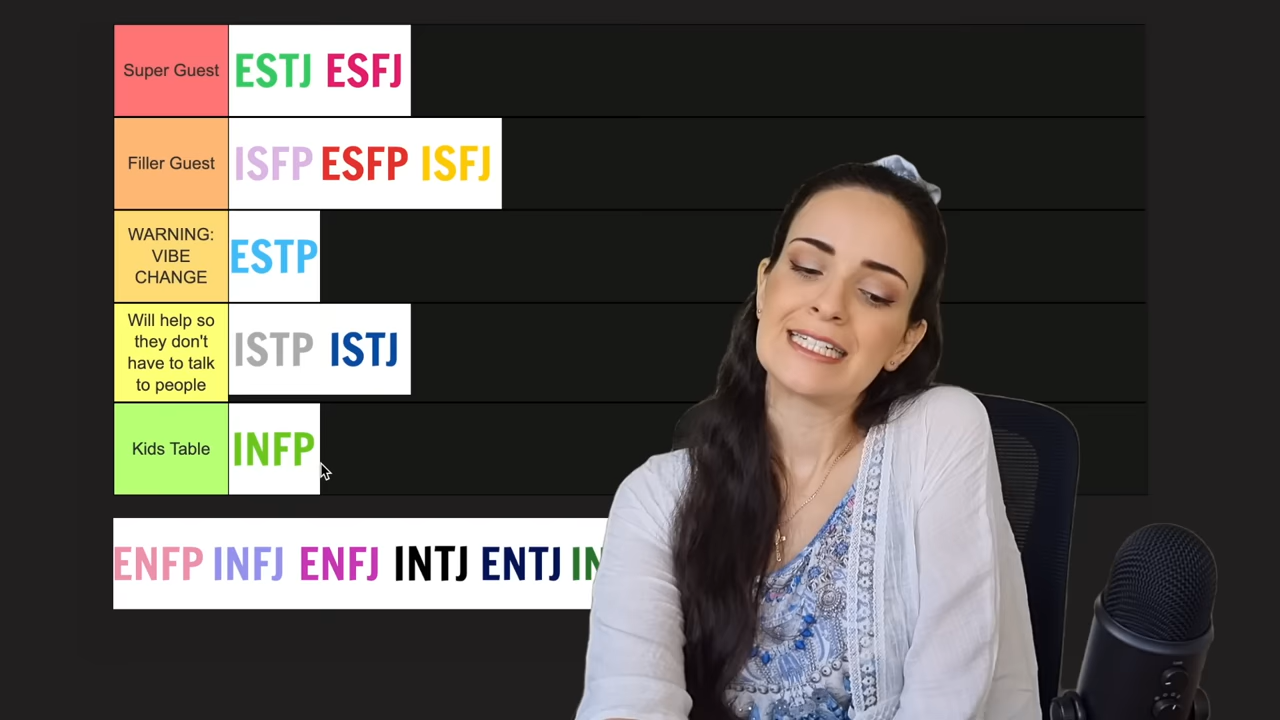 Super Guest
ESTJ ESFJ
Filler Guest
ISFP ESFP ISFJ
WARNING:
VIBE
CHANGE
ESTP
Will help so
they don't
have to talk
to people
ISTP ISTJ
Kids Table
INFP
ENFP INFJ ENFJ INTJ ENTJ